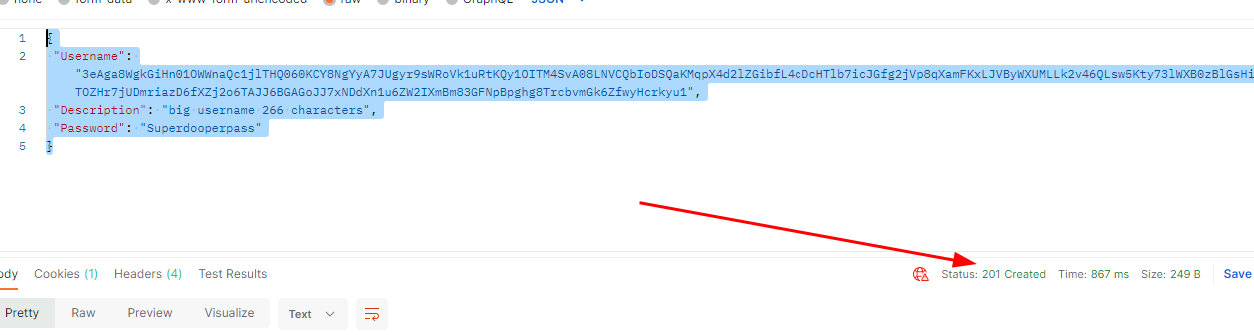 none form-data x-www-form-urlencoded raw binary GraphQL JSON
1 {
2 "Username":
"3eAga8WgkGiHn01OWWnaQc1jlTHQ060KCY8NgYyA7JUgyr9sWRoVk1uRtKQy1OITM4SvA08LNVCQbIoDSQaKMqpX4d2lZGibfL4cDcHTlb7icJGfg2jVp8qXamFKxLJVByWXUMLLk2v46QLsw5Kty73lWXB0zBlGsHi
TOZHr7jUDmriazD6fXZj2o6TAJJ6BGAGoJJ7xNDdXn1u6ZW2IXmBm83GFNpBpghg8TrcbvmGk6ZfwyHcrkyu1",
3 "Description": "big username 266 characters",
4 "Password": "Superdooperpass"
5 }
ody Cookies (1) Headers (4) Test Results Status: 201 Created Time: 867 ms Size: 249 B Save
Pretty Raw Preview Visualize Text